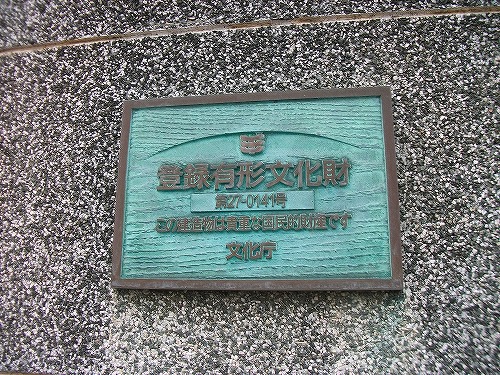 登録有形文化財
第27-0141号
この建造物は貴重な国民的財産です
文化庁